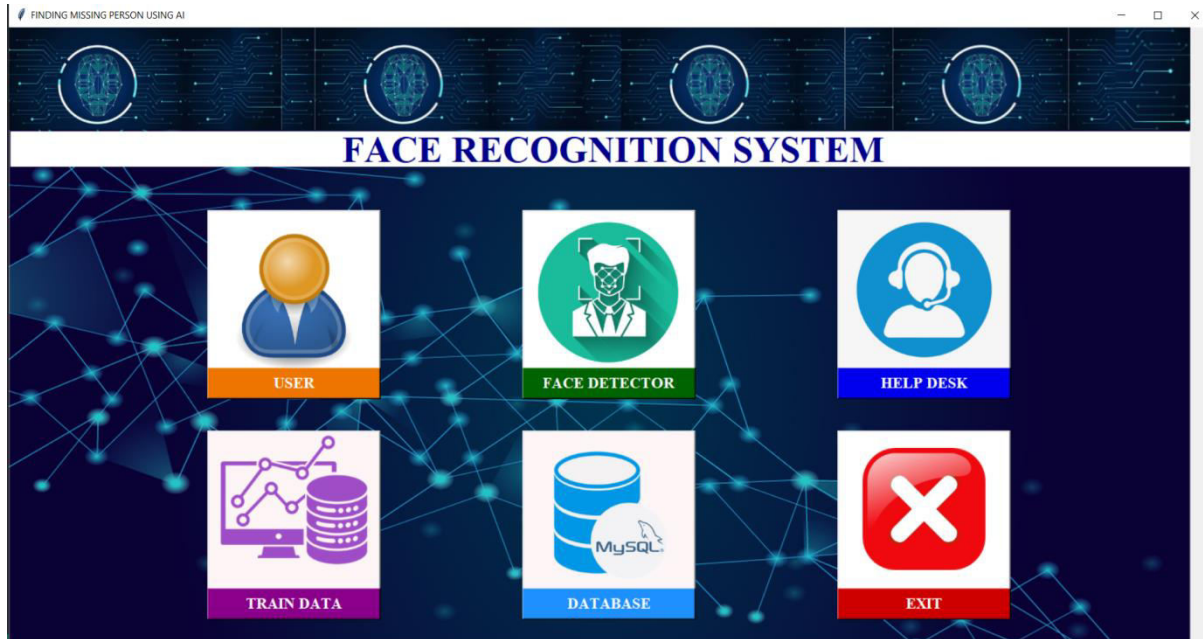 FINDING MISSING PERSON USING AI
FACE RECOGNITION SYSTEM
USER
FACE DETECTOR
HELP DESK
MySQL
TRAIN DATA
DATABASE
EXIT